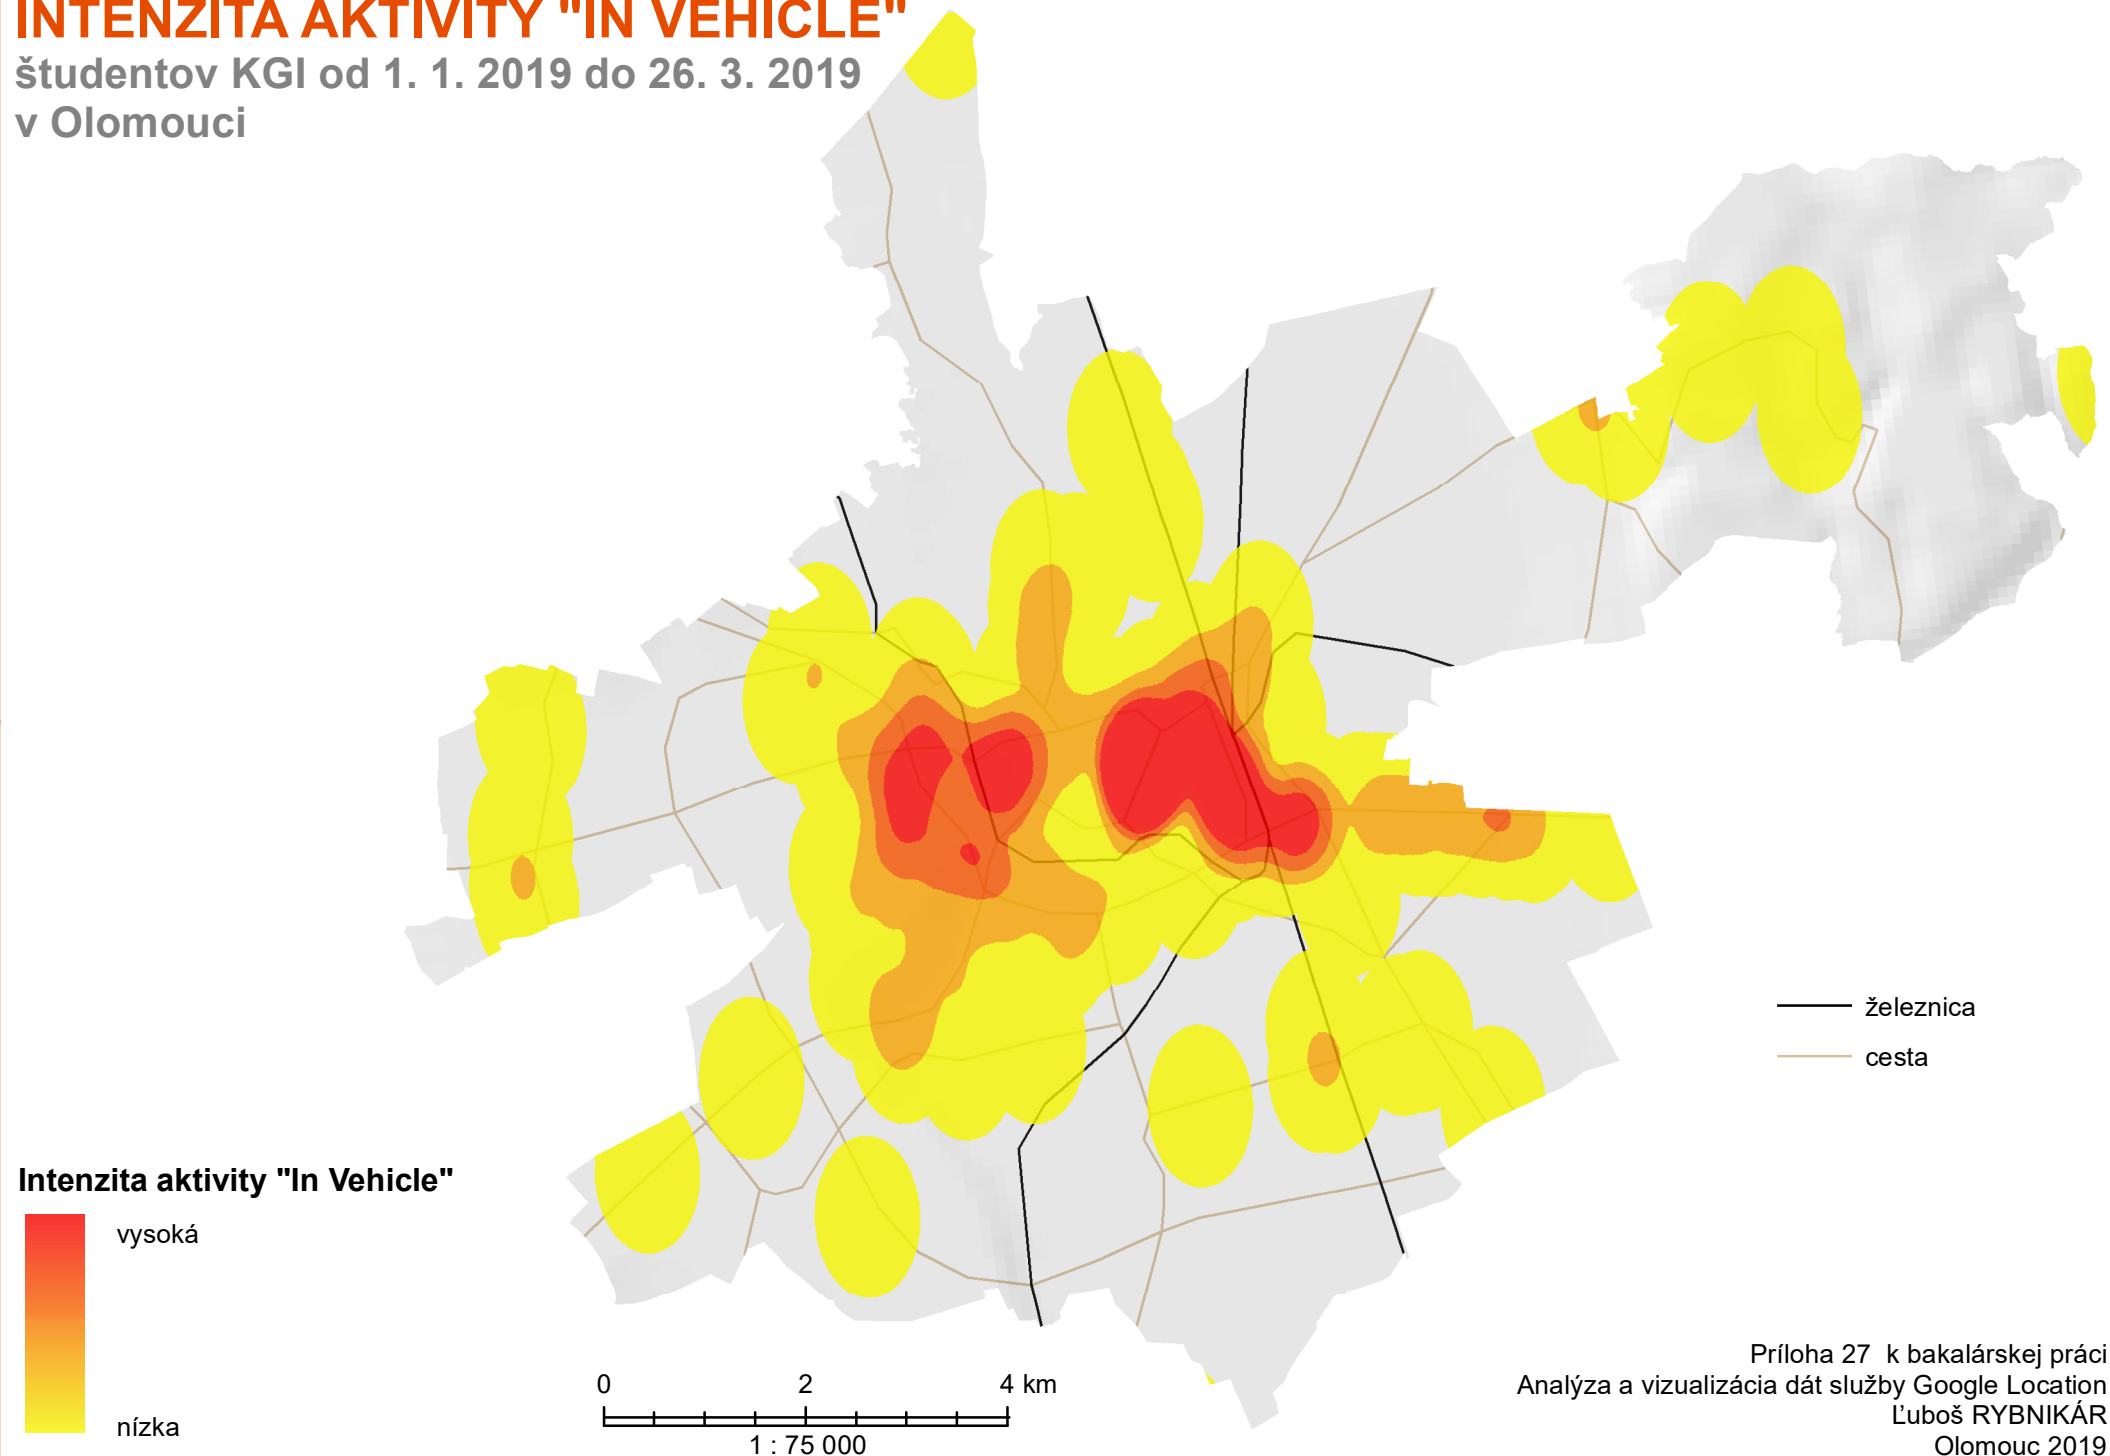 INTENZITA AKTIVITY "IN VEHICLE"
študentov KGI od 1. 1. 2019 do 26. 3. 2019
v Olomouci
železnica
cesta
Intenzita aktivity "In Vehicle"
vysoká
nízka
0 2 4 km
1 : 75 000
Príloha 27 k bakalárskej práci
Analýza a vizualizácia dát služby Google Location
Ľuboš RYBNIKÁR
Olomouc 2019